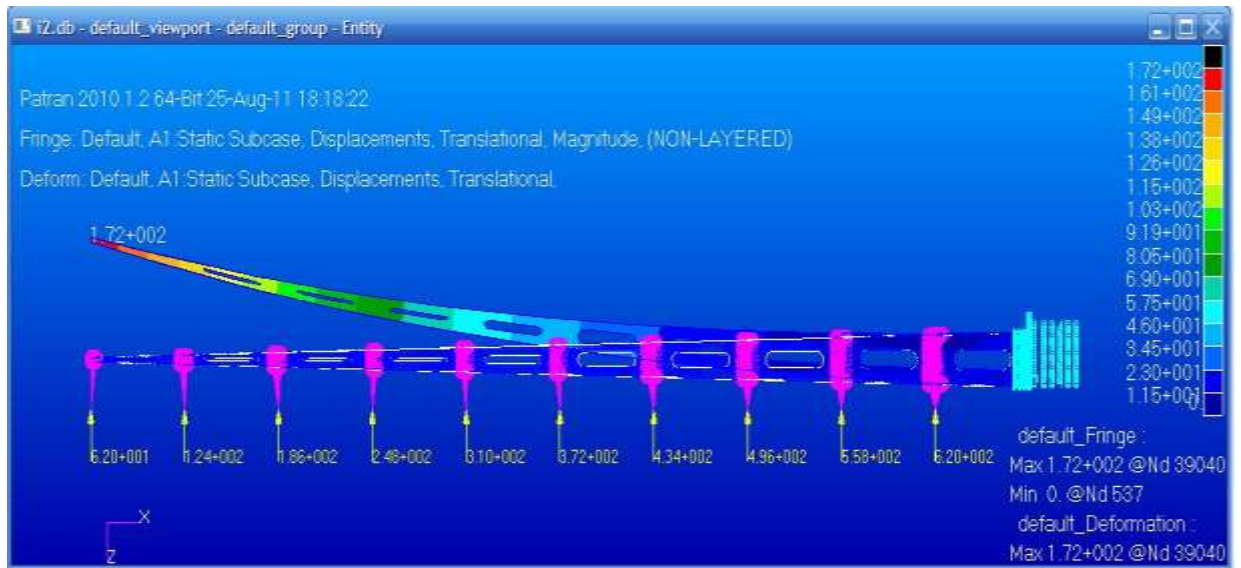 i2.db - default_viewport - default_group - Entity
Patran 2010.1.2 64-Bit 25-Aug-11 18:18:22
Fringe: Default, A1:Static Subcase, Displacements, Translational, Magnitude, (NON-LAYERED)
Deform: Default, A1:Static Subcase, Displacements, Translational,
1.72+002
1.72+002
1.61+002
1.49+002
1.38+002
1.26+002
1.15+002
1.03+002
9.19+001
8.05+001
6.90+001
5.75+001
4.60+001
3.45+001
2.30+001
1.15+001
0.
6.20+001 1.24+002 1.86+002 2.48+002 3.10+002 3.72+002 4.34+002 4.96+002 5.58+002 6.20+002
default_Fringe :
Max 1.72+002 @Nd 39040
Min 0. @Nd 537
default_Deformation :
Max 1.72+002 @Nd 39040
X
Z